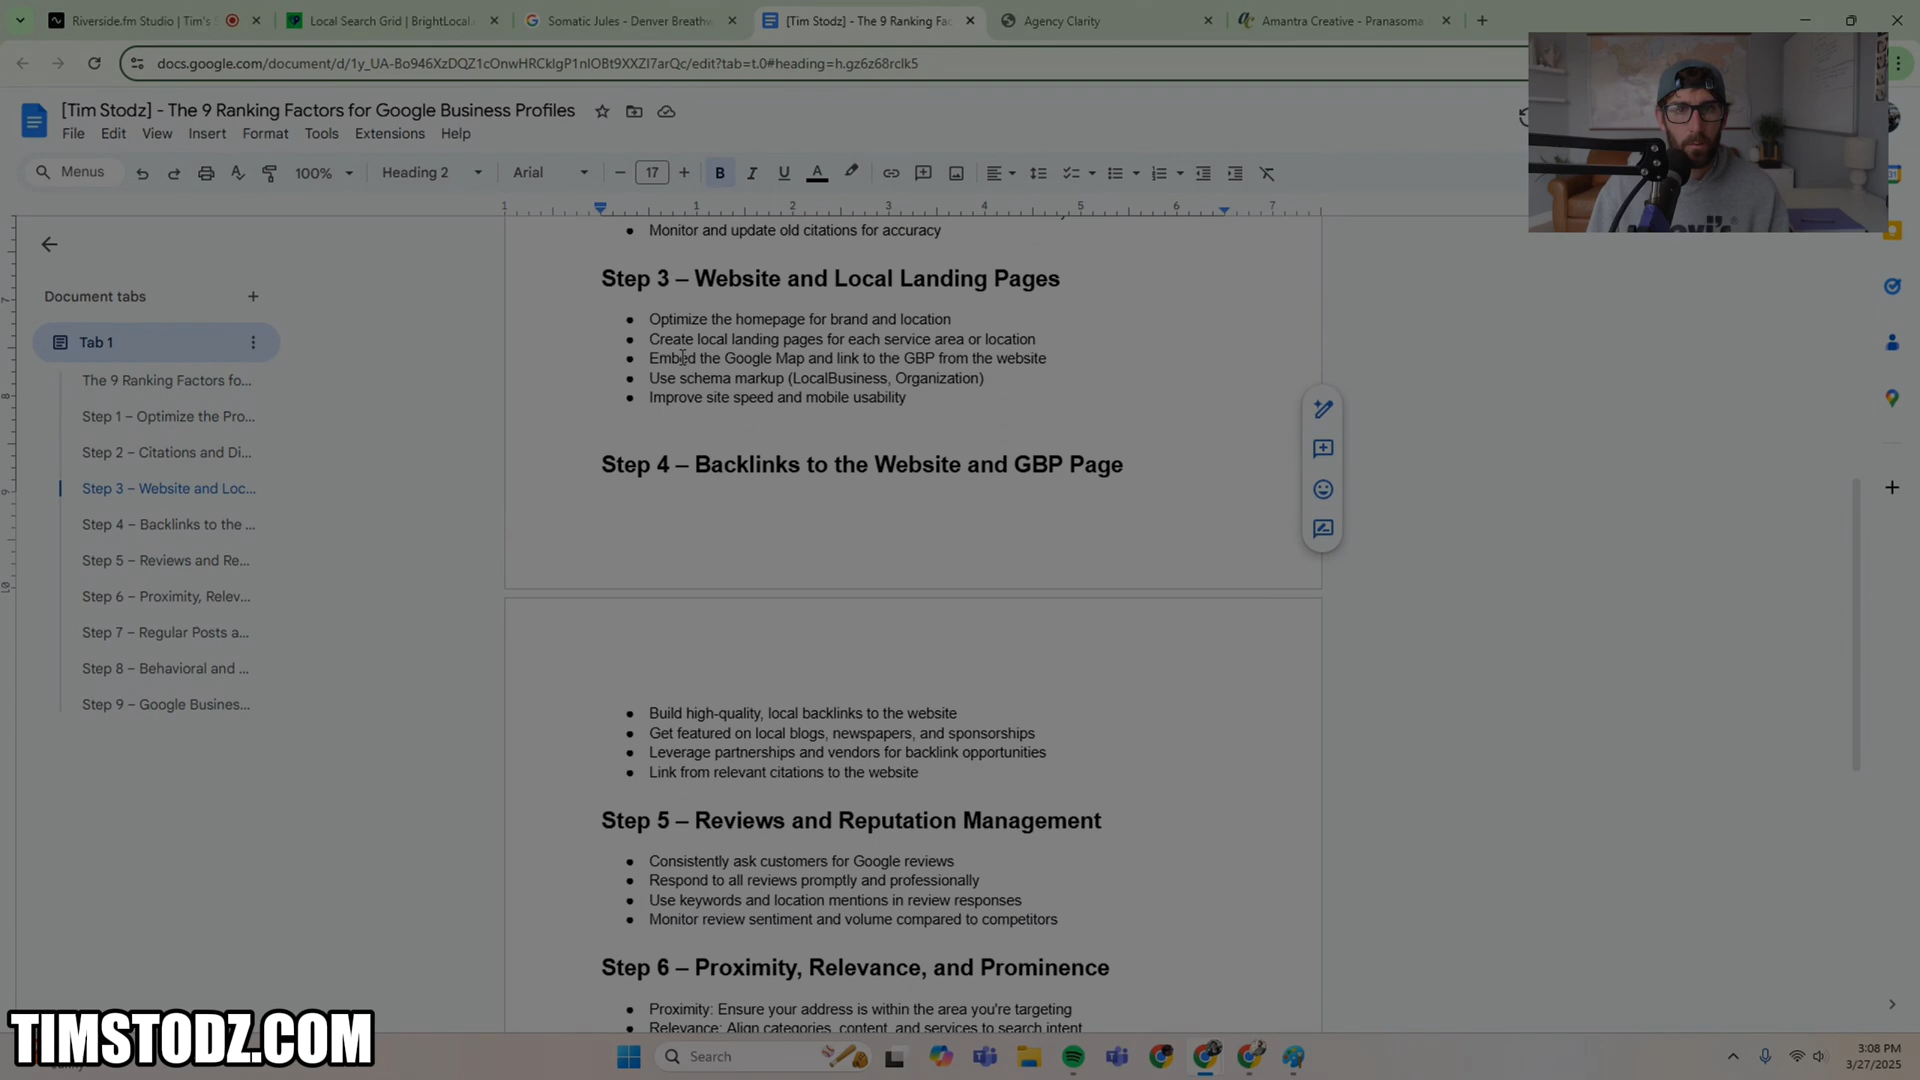 Riverside.fm Studio | Tim's S
Local Search Grid | BrightLocal
Somatic Jules - Denver Breathw
[Tim Stodz] - The 9 Ranking Fac
Agency Clarity
Amantra Creative - Pranasoma
docs.google.com/document/d/1y_UA-Bo946XzDQZ1cOnwHRCklgP1nIOBt9XXZI7arQc/edit?tab=t.0#heading=h.gz6z68rclk5
[Tim Stodz] - The 9 Ranking Factors for Google Business Profiles
File Edit View Insert Format Tools Extensions Help
Menus 100% Heading 2 Arial 17 B I U A
1 1 2 3 4 5 6 7
Document tabs
Tab 1
The 9 Ranking Factors fo...
Step 1 – Optimize the Pro...
Step 2 – Citations and Di...
Step 3 – Website and Loc...
Step 4 – Backlinks to the ...
Step 5 – Reviews and Re...
Step 6 – Proximity, Relev...
Step 7 – Regular Posts a...
Step 8 – Behavioral and ...
Step 9 – Google Busines...
7
8
9
10
Monitor and update old citations for accuracy
Step 3 – Website and Local Landing Pages
Optimize the homepage for brand and location
Create local landing pages for each service area or location
Embed the Google Map and link to the GBP from the website
Use schema markup (LocalBusiness, Organization)
Improve site speed and mobile usability
Step 4 – Backlinks to the Website and GBP Page
Build high-quality, local backlinks to the website
Get featured on local blogs, newspapers, and sponsorships
Leverage partnerships and vendors for backlink opportunities
Link from relevant citations to the website
Step 5 – Reviews and Reputation Management
Consistently ask customers for Google reviews
Respond to all reviews promptly and professionally
Use keywords and location mentions in review responses
Monitor review sentiment and volume compared to competitors
Step 6 – Proximity, Relevance, and Prominence
Proximity: Ensure your address is within the area you're targeting
Relevance: Align categories, content, and services to search intent
TIMSTODZ.COM
Search
3:08 PM
3/27/2025